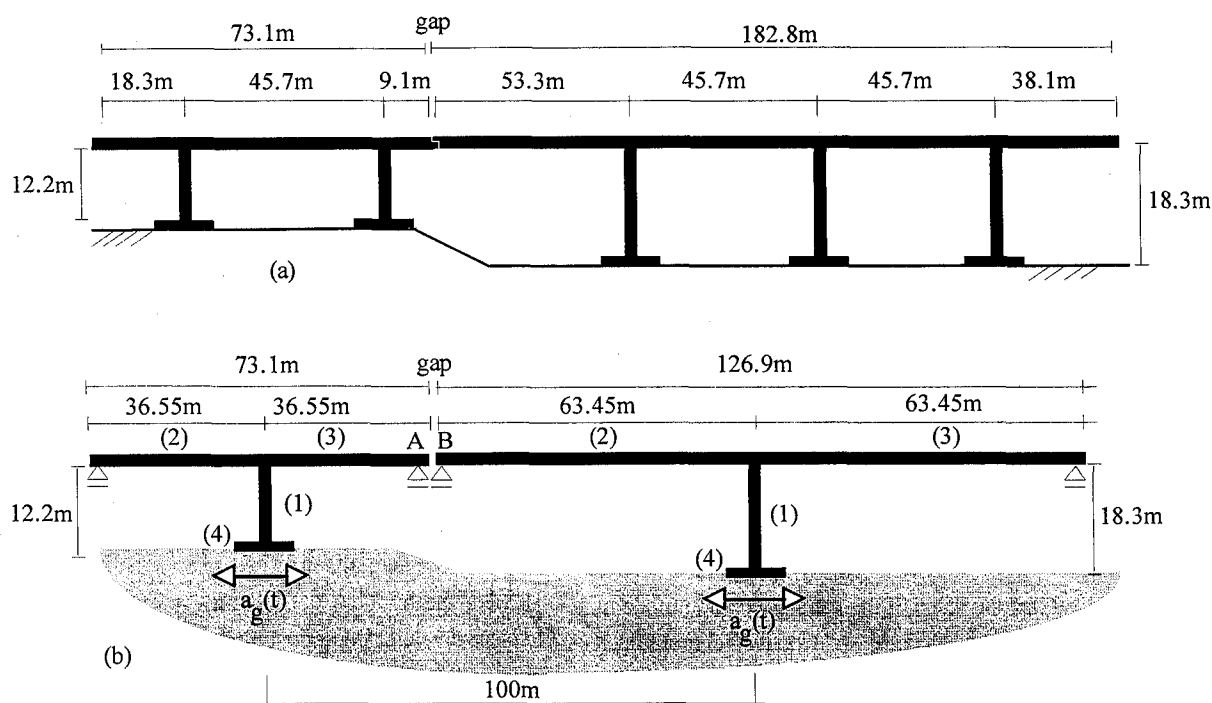 gap
73.1m 182.8m
18.3m 45.7m 9.1m 53.3m 45.7m 45.7m 38.1m
12.2m 18.3m
(a)
73.1m gap 126.9m
36.55m 36.55m 63.45m 63.45m
(2) (3) A B (2) (3)
12.2m (1) (1) 18.3m
(4) (4)
ag(t) ag(t)
(b)
100m